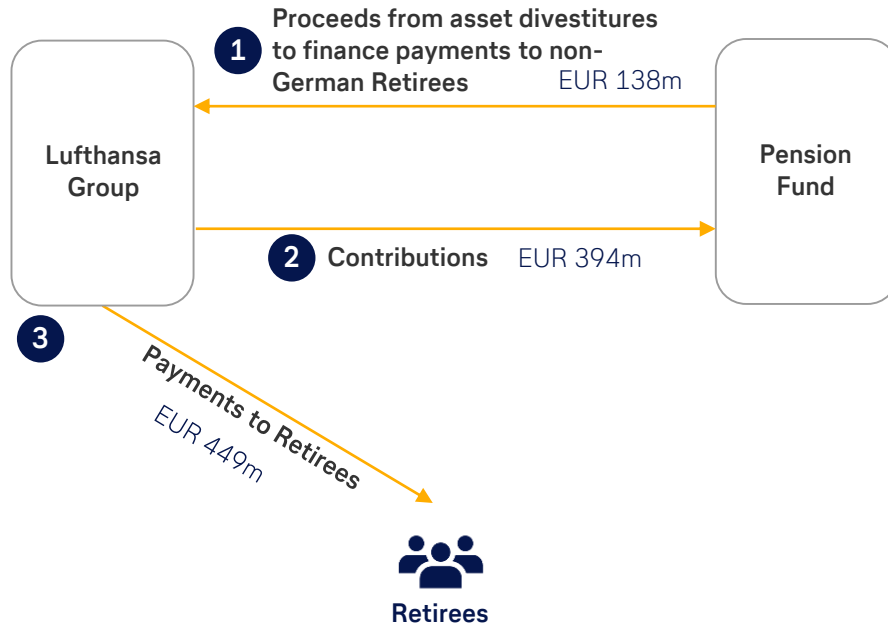 1
Proceeds from asset divestitures
to finance payments to non-
German Retirees
EUR 138m
Lufthansa
Group
Pension
Fund
2
Contributions
EUR 394m
3
Payments to Retirees
EUR 449m
Retirees